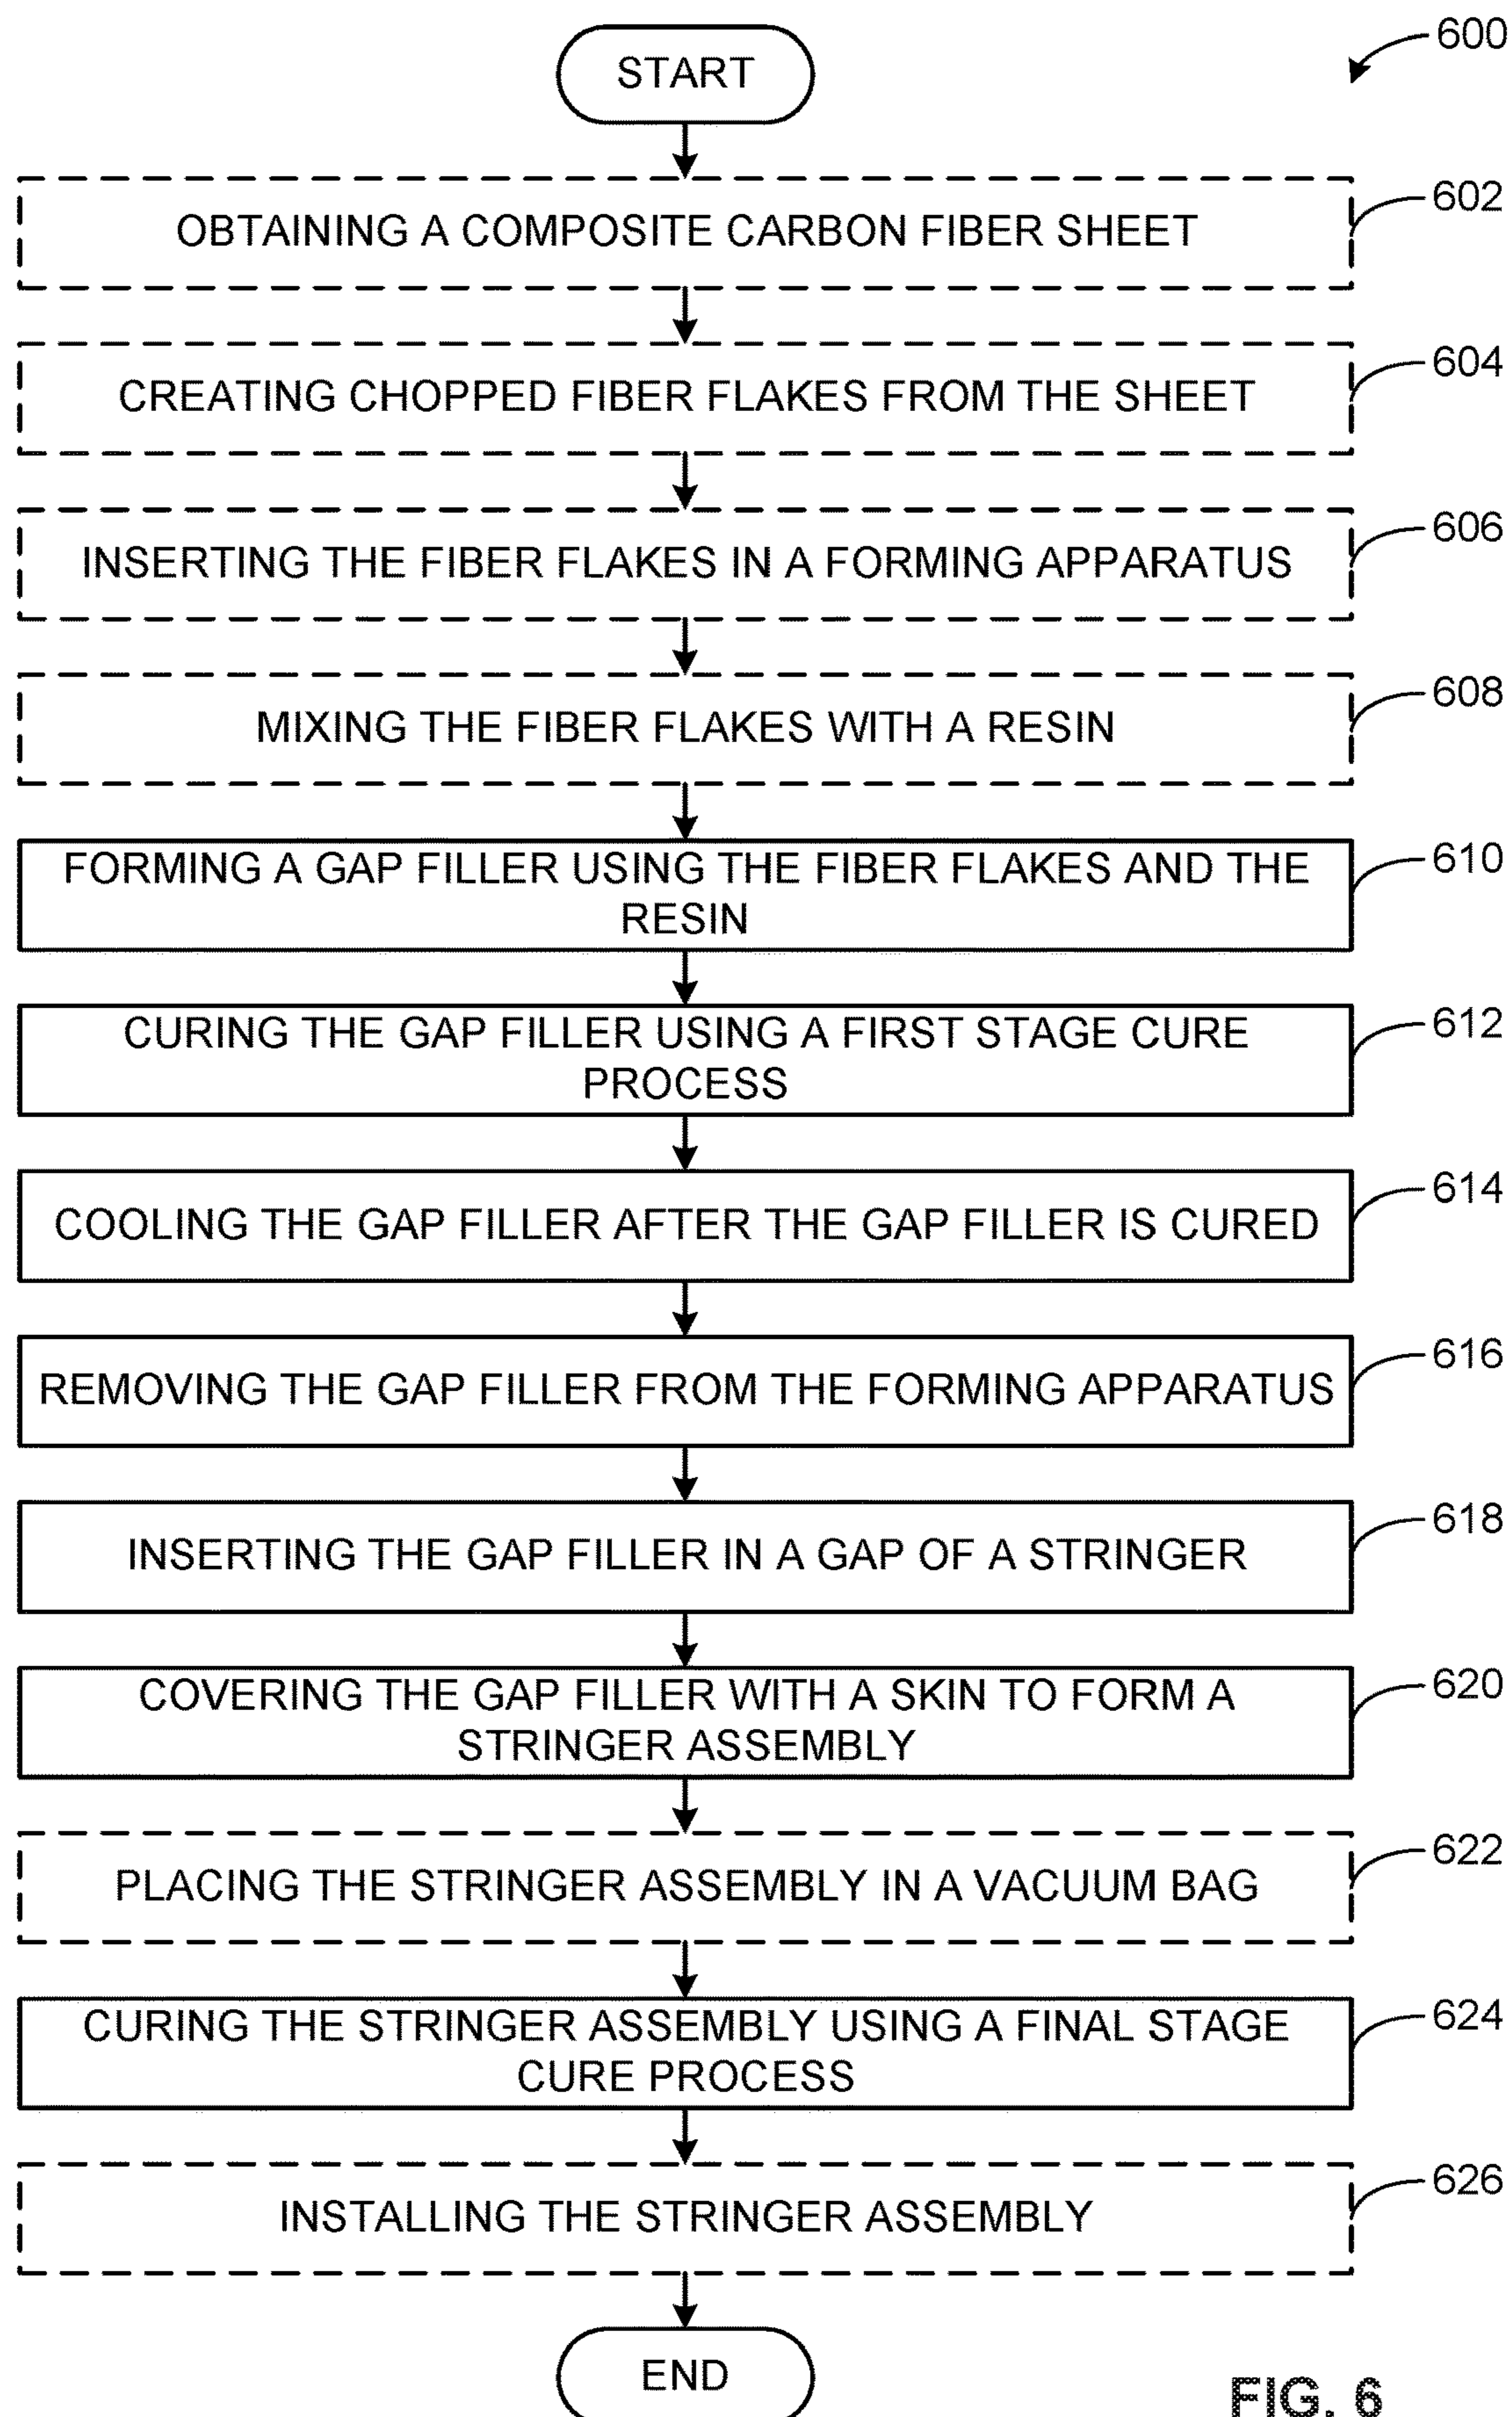 600
START
OBTAINING A COMPOSITE CARBON FIBER SHEET
602
CREATING CHOPPED FIBER FLAKES FROM THE SHEET
604
INSERTING THE FIBER FLAKES IN A FORMING APPARATUS
606
MIXING THE FIBER FLAKES WITH A RESIN
608
FORMING A GAP FILLER USING THE FIBER FLAKES AND THE
RESIN
610
CURING THE GAP FILLER USING A FIRST STAGE CURE
PROCESS
612
COOLING THE GAP FILLER AFTER THE GAP FILLER IS CURED
614
REMOVING THE GAP FILLER FROM THE FORMING APPARATUS
616
INSERTING THE GAP FILLER IN A GAP OF A STRINGER
618
COVERING THE GAP FILLER WITH A SKIN TO FORM A
STRINGER ASSEMBLY
620
PLACING THE STRINGER ASSEMBLY IN A VACUUM BAG
622
CURING THE STRINGER ASSEMBLY USING A FINAL STAGE
CURE PROCESS
624
INSTALLING THE STRINGER ASSEMBLY
626
END
FIG. 6